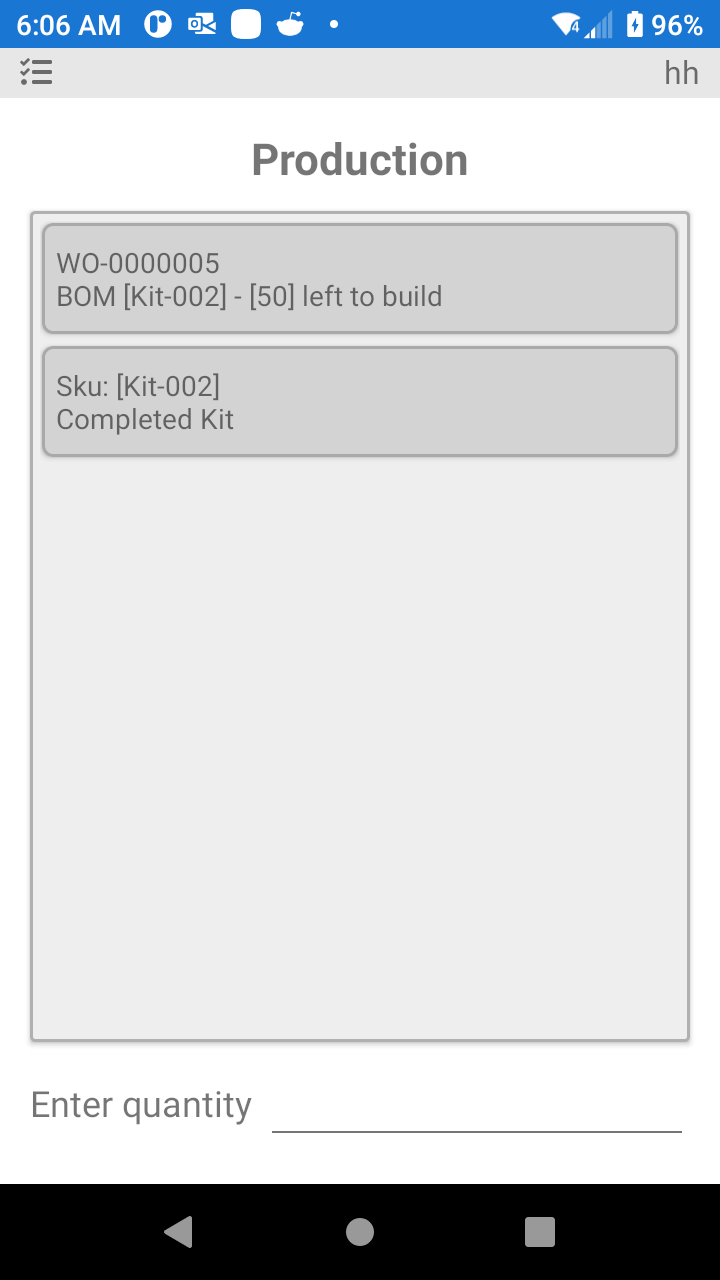 6:06 AM
4
96%
hh
Production
WO-0000005
BOM [Kit-002] - [50] left to build
Sku: [Kit-002]
Completed Kit
Enter quantity